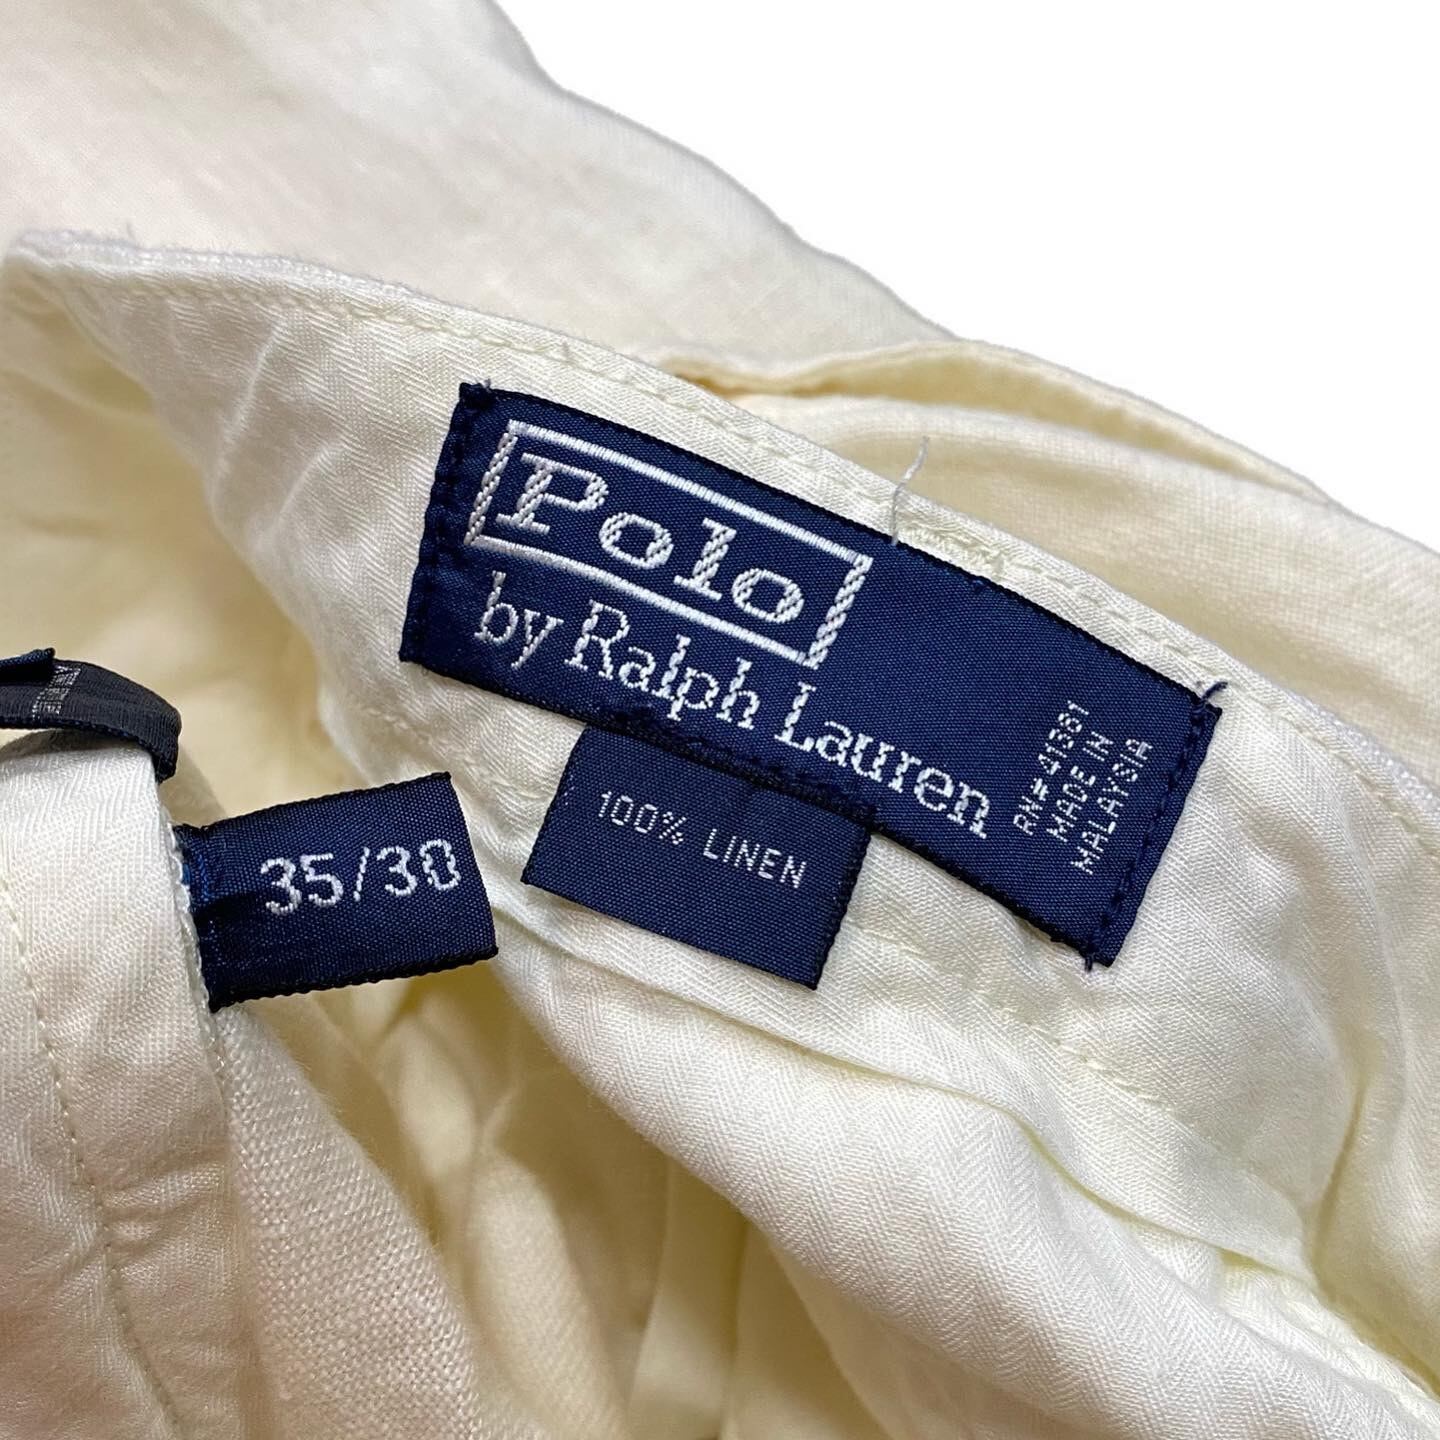 Polo
by Ralph Lauren
RN≠41381
MADE IN
MALAYSIA
100% LINEN
35/30